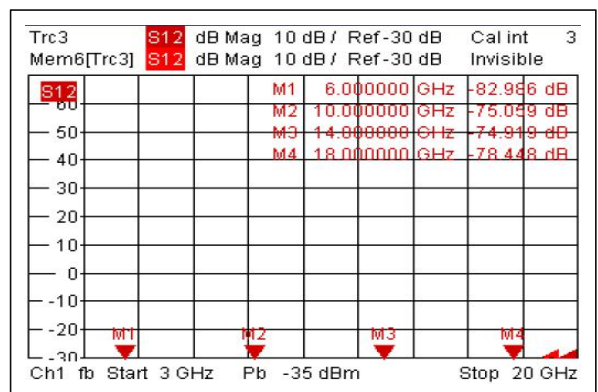 Trc3 S12 dB Mag 10 dB / Ref -30 dB Cal int 3
Mem6[Trc3] S12 dB Mag 10 dB / Ref -30 dB Invisible
S12 M1 6.000000 GHz -82.986 dB
60 M2 10.000000 GHz -75.059 dB
50 M3 14.000000 GHz -74.919 dB
40 M4 18.000000 GHz -78.448 dB
30
20
10
0
-10
-20 M1 M2 M3 M4
-30
Ch1 fb Start 3 GHz Pb -35 dBm Stop 20 GHz